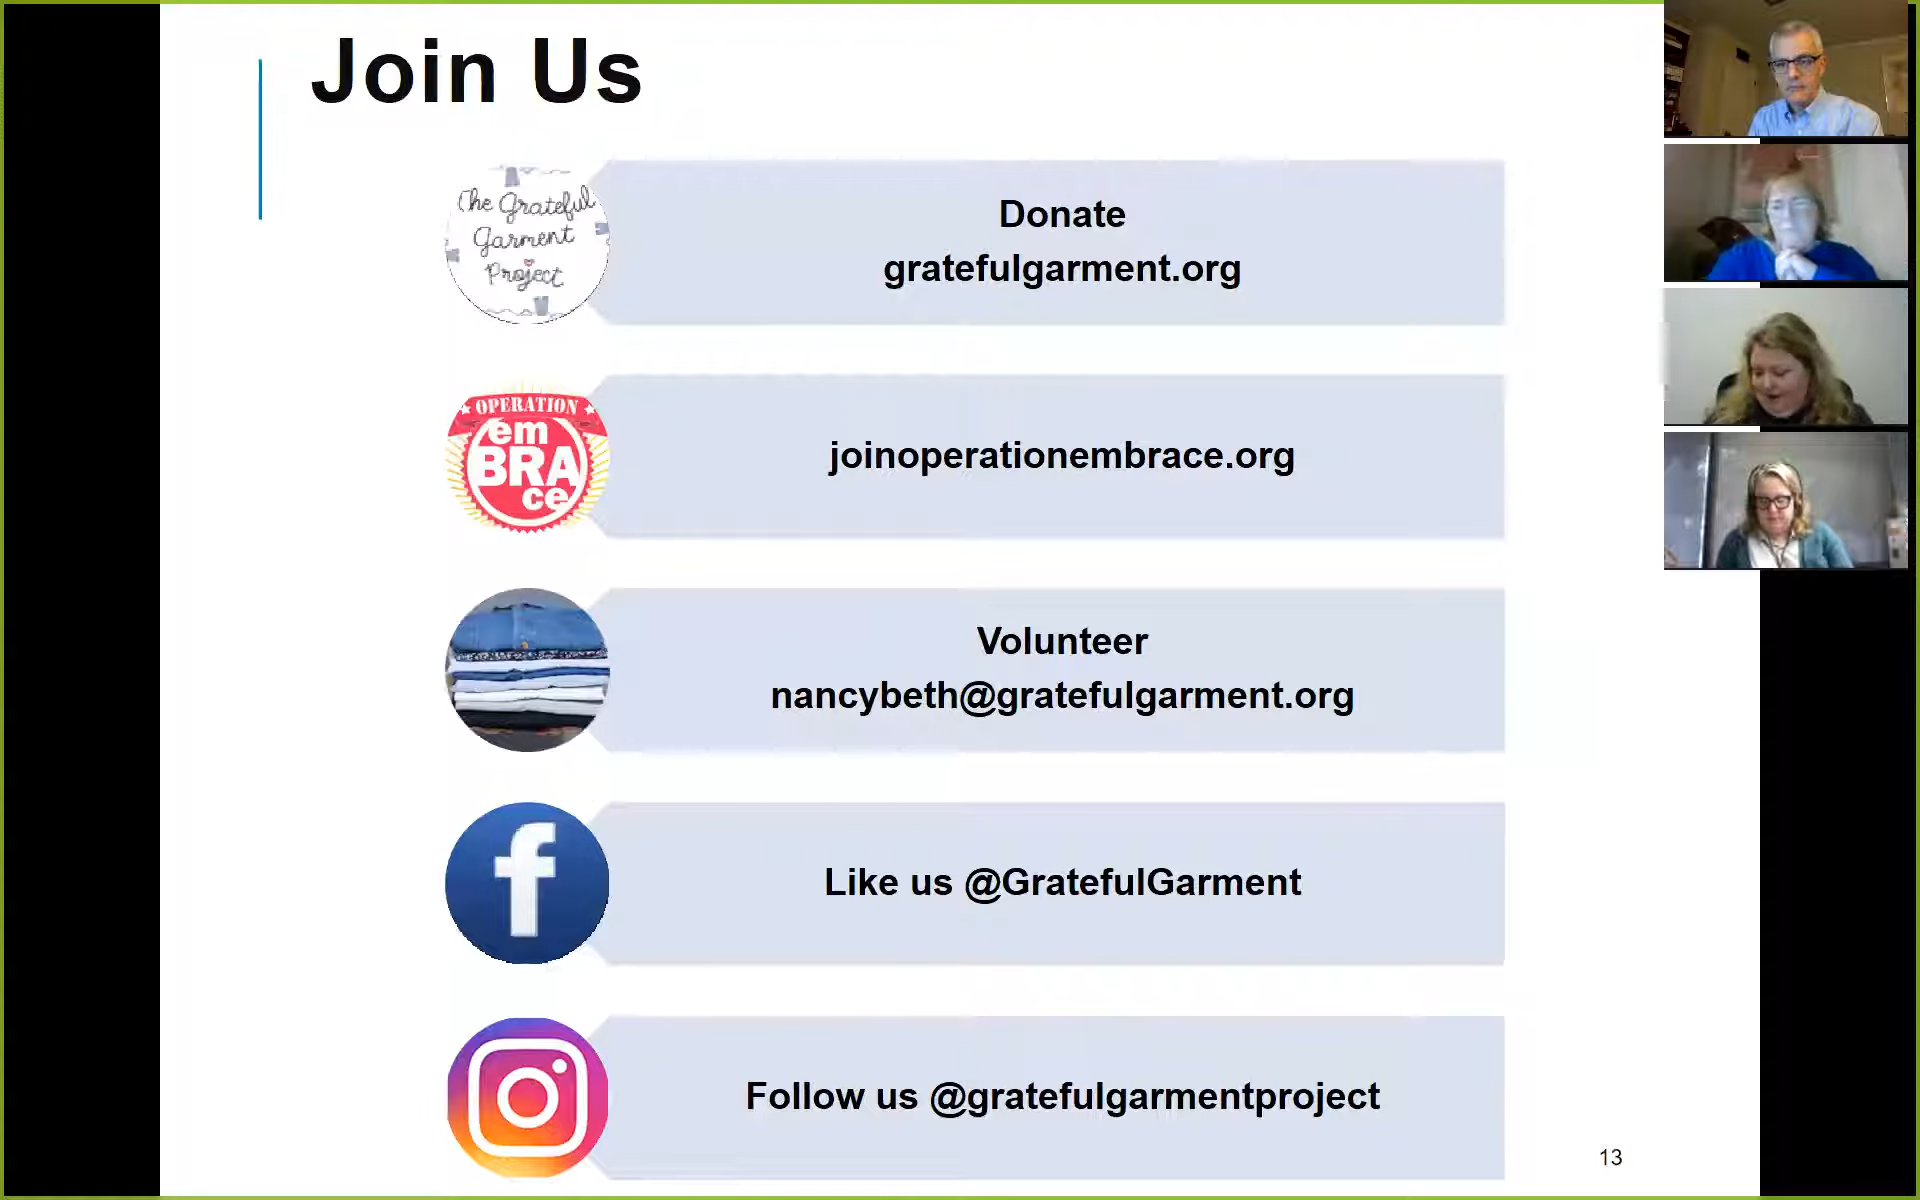 Join Us
The Grateful
Garment
Project
Donate
gratefulgarment.org
OPERATION
em
BRA
ce
joinoperationembrace.org
Volunteer
nancybeth@gratefulgarment.org
f
Like us @GratefulGarment
Follow us @gratefulgarmentproject
13